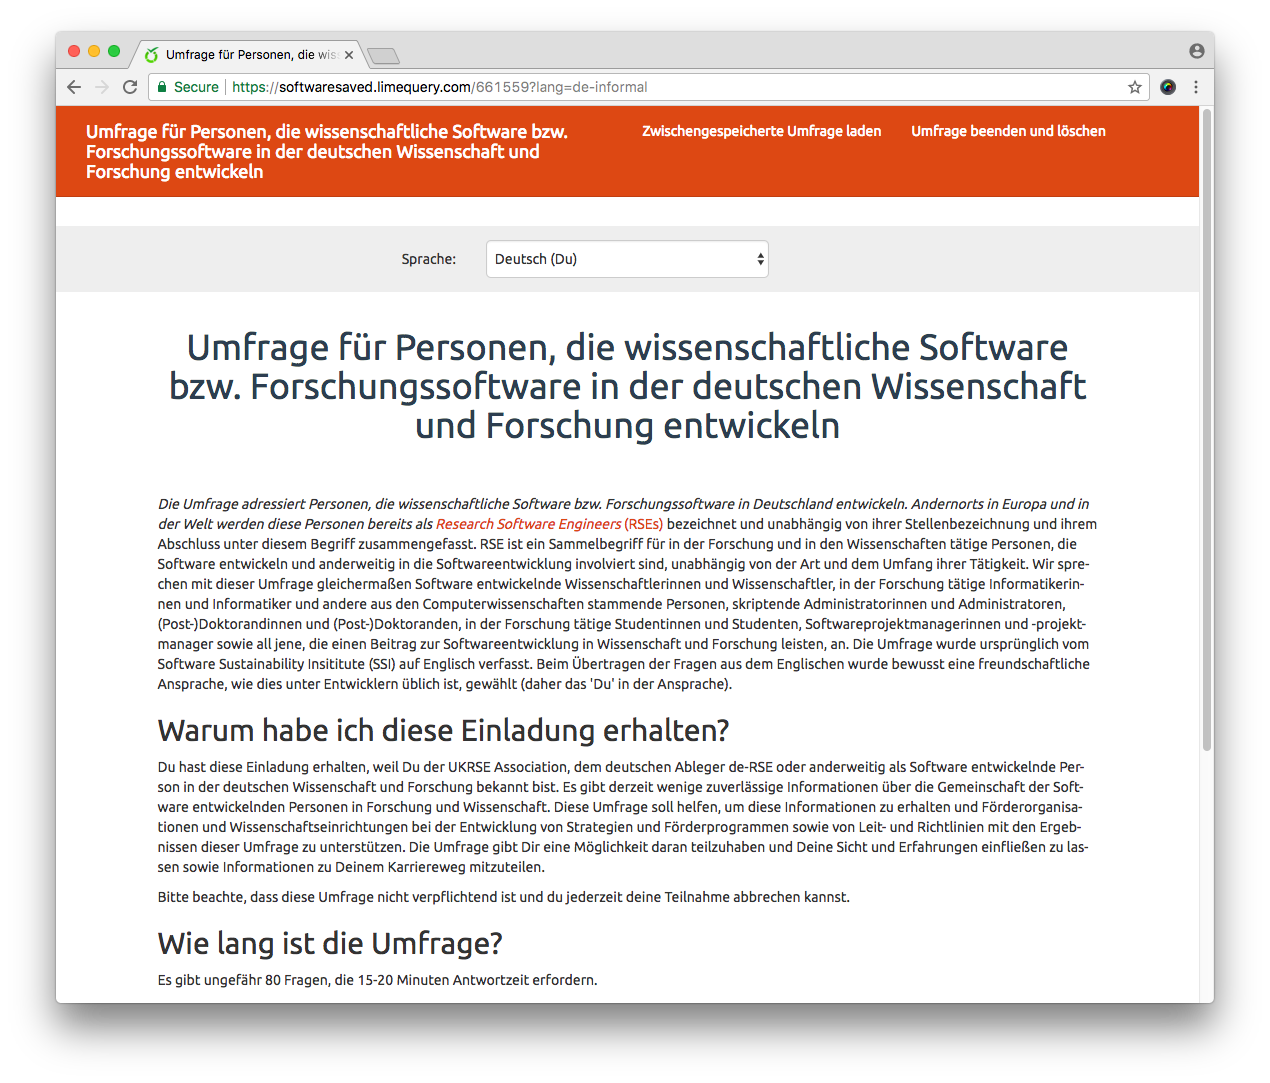 Umfrage für Personen, die wis
Secure https://softwaresaved.limequery.com/661559?lang=de-informal
Umfrage für Personen, die wissenschaftliche Software bzw.
Forschungssoftware in der deutschen Wissenschaft und
Forschung entwickeln
Zwischengespeicherte Umfrage laden
Umfrage beenden und löschen
Sprache:
Deutsch (Du)
Umfrage für Personen, die wissenschaftliche Software
bzw. Forschungssoftware in der deutschen Wissenschaft
und Forschung entwickeln
Die Umfrage adressiert Personen, die wissenschaftliche Software bzw. Forschungssoftware in Deutschland entwickeln. Andernorts in Europa und in
der Welt werden diese Personen bereits als Research Software Engineers (RSEs) bezeichnet und unabhängig von ihrer Stellenbezeichnung und ihrem
Abschluss unter diesem Begriff zusammengefasst. RSE ist ein Sammelbegriff für in der Forschung und in den Wissenschaften tätige Personen, die
Software entwickeln und anderweitig in die Softwareentwicklung involviert sind, unabhängig von der Art und dem Umfang ihrer Tätigkeit. Wir spre-
chen mit dieser Umfrage gleichermaßen Software entwickelnde Wissenschaftlerinnen und Wissenschaftler, in der Forschung tätige Informatikerin-
nen und Informatiker und andere aus den Computerwissenschaften stammende Personen, skriptende Administratorinnen und Administratoren,
(Post-)Doktorandinnen und (Post-)Doktoranden, in der Forschung tätige Studentinnen und Studenten, Softwareprojektmanagerinnen und -projekt-
manager sowie all jene, die einen Beitrag zur Softwareentwicklung in Wissenschaft und Forschung leisten, an. Die Umfrage wurde ursprünglich vom
Software Sustainability Insititute (SSI) auf Englisch verfasst. Beim Übertragen der Fragen aus dem Englischen wurde bewusst eine freundschaftliche
Ansprache, wie dies unter Entwicklern üblich ist, gewählt (daher das 'Du' in der Ansprache).
Warum habe ich diese Einladung erhalten?
Du hast diese Einladung erhalten, weil Du der UKRSE Association, dem deutschen Ableger de-RSE oder anderweitig als Software entwickelnde Per-
son in der deutschen Wissenschaft und Forschung bekannt bist. Es gibt derzeit wenige zuverlässige Informationen über die Gemeinschaft der Soft-
ware entwickelnden Personen in Forschung und Wissenschaft. Diese Umfrage soll helfen, um diese Informationen zu erhalten und Förderorganisa-
tionen und Wissenschaftseinrichtungen bei der Entwicklung von Strategien und Förderprogrammen sowie von Leit- und Richtlinien mit den Ergeb-
nissen dieser Umfrage zu unterstützen. Die Umfrage gibt Dir eine Möglichkeit daran teilzuhaben und Deine Sicht und Erfahrungen einfließen zu las-
sen sowie Informationen zu Deinem Karriereweg mitzuteilen.
Bitte beachte, dass diese Umfrage nicht verpflichtend ist und du jederzeit deine Teilnahme abbrechen kannst.
Wie lang ist die Umfrage?
Es gibt ungefähr 80 Fragen, die 15-20 Minuten Antwortzeit erfordern.